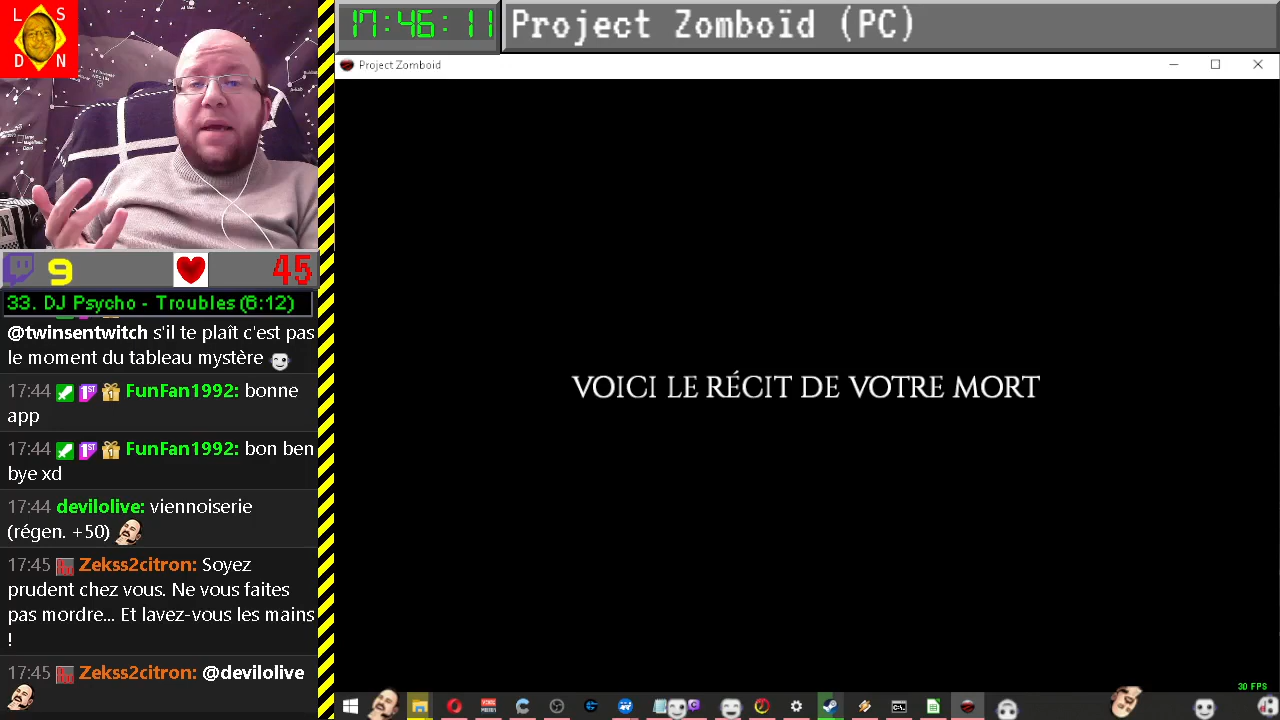 L S
D N
17:46:11
Project Zomboïd (PC)
Project Zomboid
9
45
33. DJ Psycho - Troubles (6:12)
@twinsentwitch s'il te plaît c'est pas
le moment du tableau mystère
17:44 FunFan1992: bonne
app
17:44 FunFan1992: bon ben
bye xd
17:44 devilolive: viennoiserie
(régen. +50)
17:45 Zekss2citron: Soyez
prudent chez vous. Ne vous faites
pas mordre... Et lavez-vous les mains
!
17:45 Zekss2citron: @devilolive
VOICI LE RÉCIT DE VOTRE MORT
30 FPS